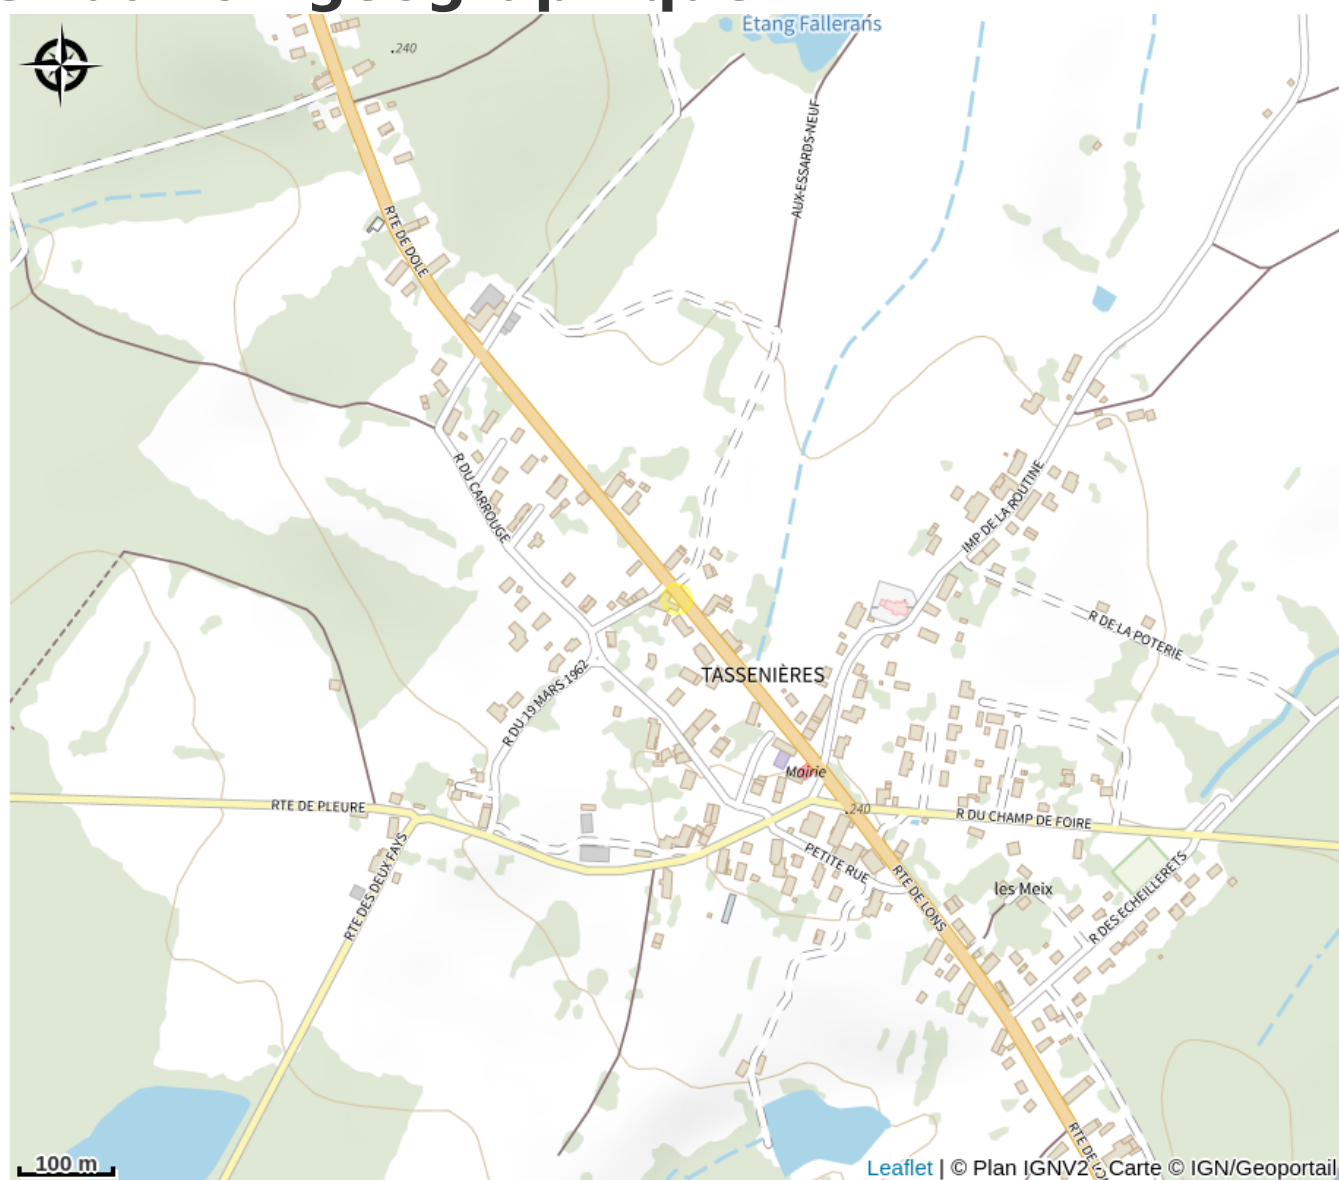 Étang Fallerans
.240
AUX-ESSARDS-NEUF
RTE DE DOLE
R DU CARROUGE
IMP DE LA ROUTINE
R DE LA POTERIE
TASSENIÈRES
R DU 19 MARS 1962
Mairie
RTE DE PLEURE
.240
R DU CHAMP DE FOIRE
PETITE RUE
RTE DES DEUX FAYS
RTE DE LONS
les Meix
R DES ECHEILLERETS
100 m
Leaflet | © Plan IGNV2 - Carte © IGN/Geoportail